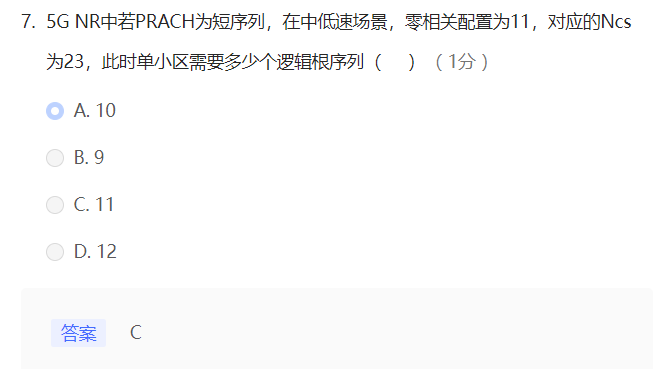 7. 5G NR中若PRACH为短序列，在中低速场景，零相关配置为11，对应的Ncs
为23，此时单小区需要多少个逻辑根序列（ ）（ 1分 ）
A. 10
B. 9
C. 11
D. 12
答案 C